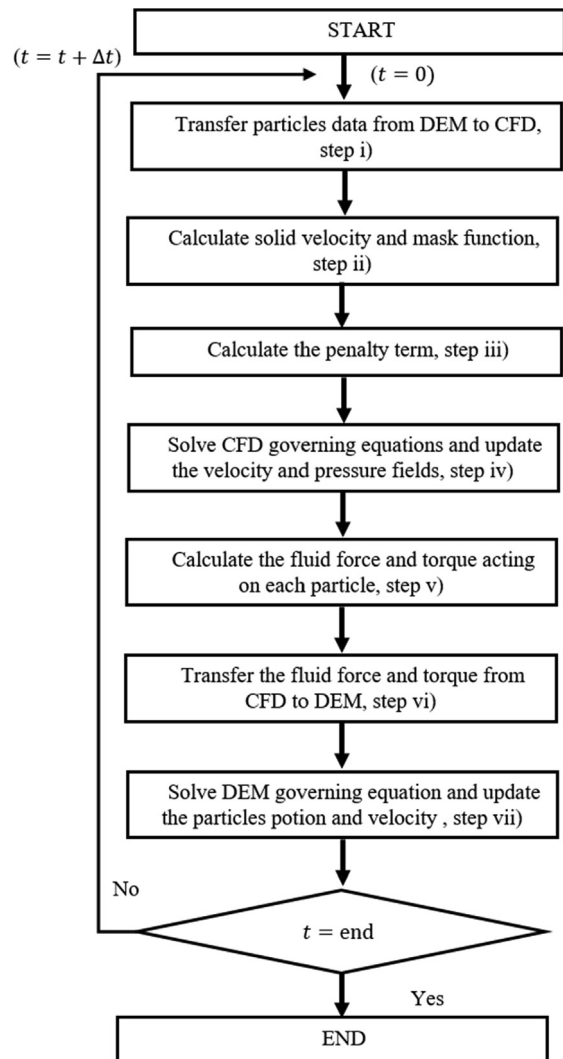 START
(t = t + Δt)
(t = 0)
Transfer particles data from DEM to CFD,
step i)
Calculate solid velocity and mask function,
step ii)
Calculate the penalty term, step iii)
Solve CFD governing equations and update
the velocity and pressure fields, step iv)
Calculate the fluid force and torque acting
on each particle, step v)
Transfer the fluid force and torque from
CFD to DEM, step vi)
Solve DEM governing equation and update
the particles potion and velocity , step vii)
No
t = end
Yes
END